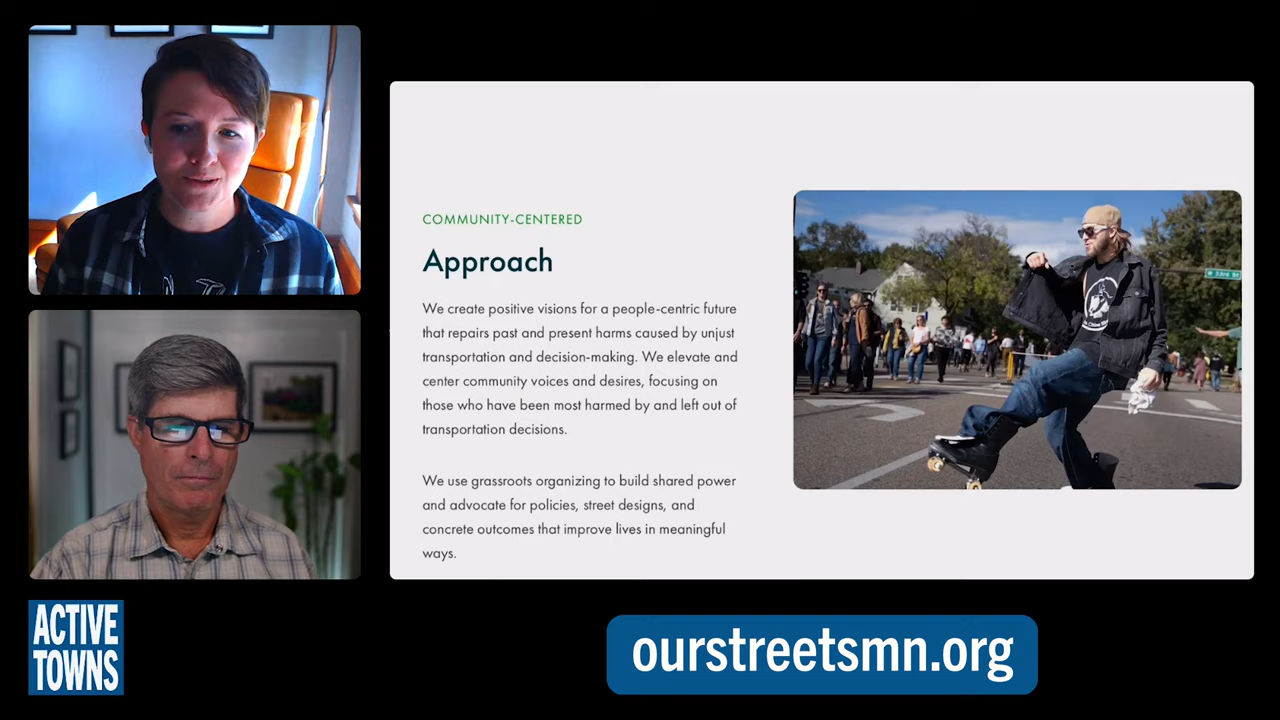 COMMUNITY-CENTERED
Approach
We create positive visions for a people-centric future
that repairs past and present harms caused by unjust
transportation and decision-making. We elevate and
center community voices and desires, focusing on
those who have been most harmed by and left out of
transportation decisions.
We use grassroots organizing to build shared power
and advocate for policies, street designs, and
concrete outcomes that improve lives in meaningful
ways.
W 33rd St
ACTIVE
TOWNS
ourstreetsmn.org